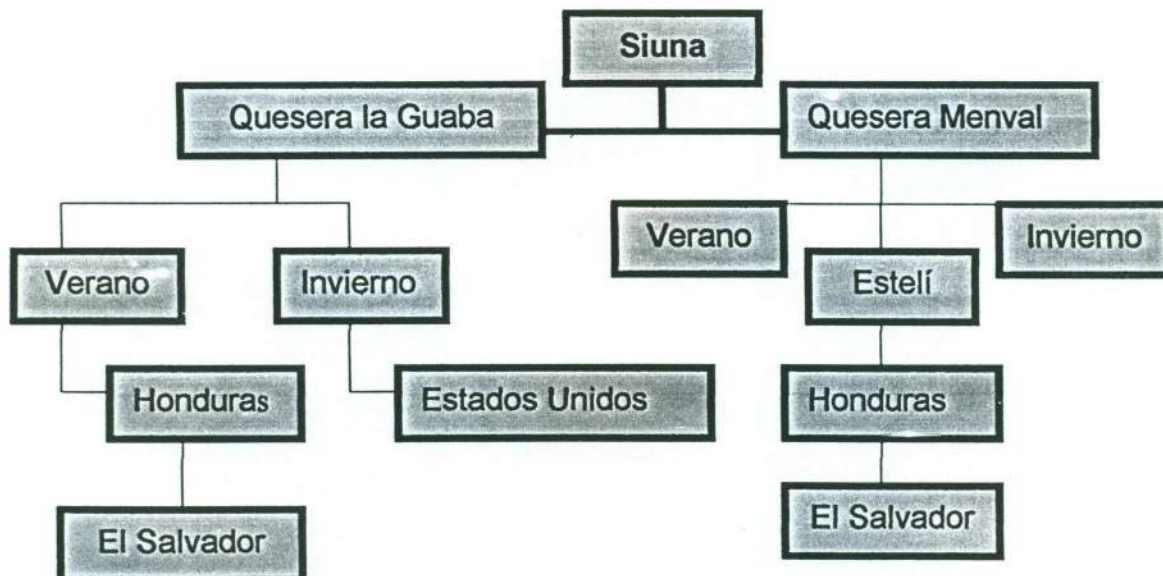 Siuna
Quesera la Guaba
Quesera Menval
Verano
Invierno
Verano
Estelí
Invierno
Honduras
Estados Unidos
Honduras
El Salvador
El Salvador